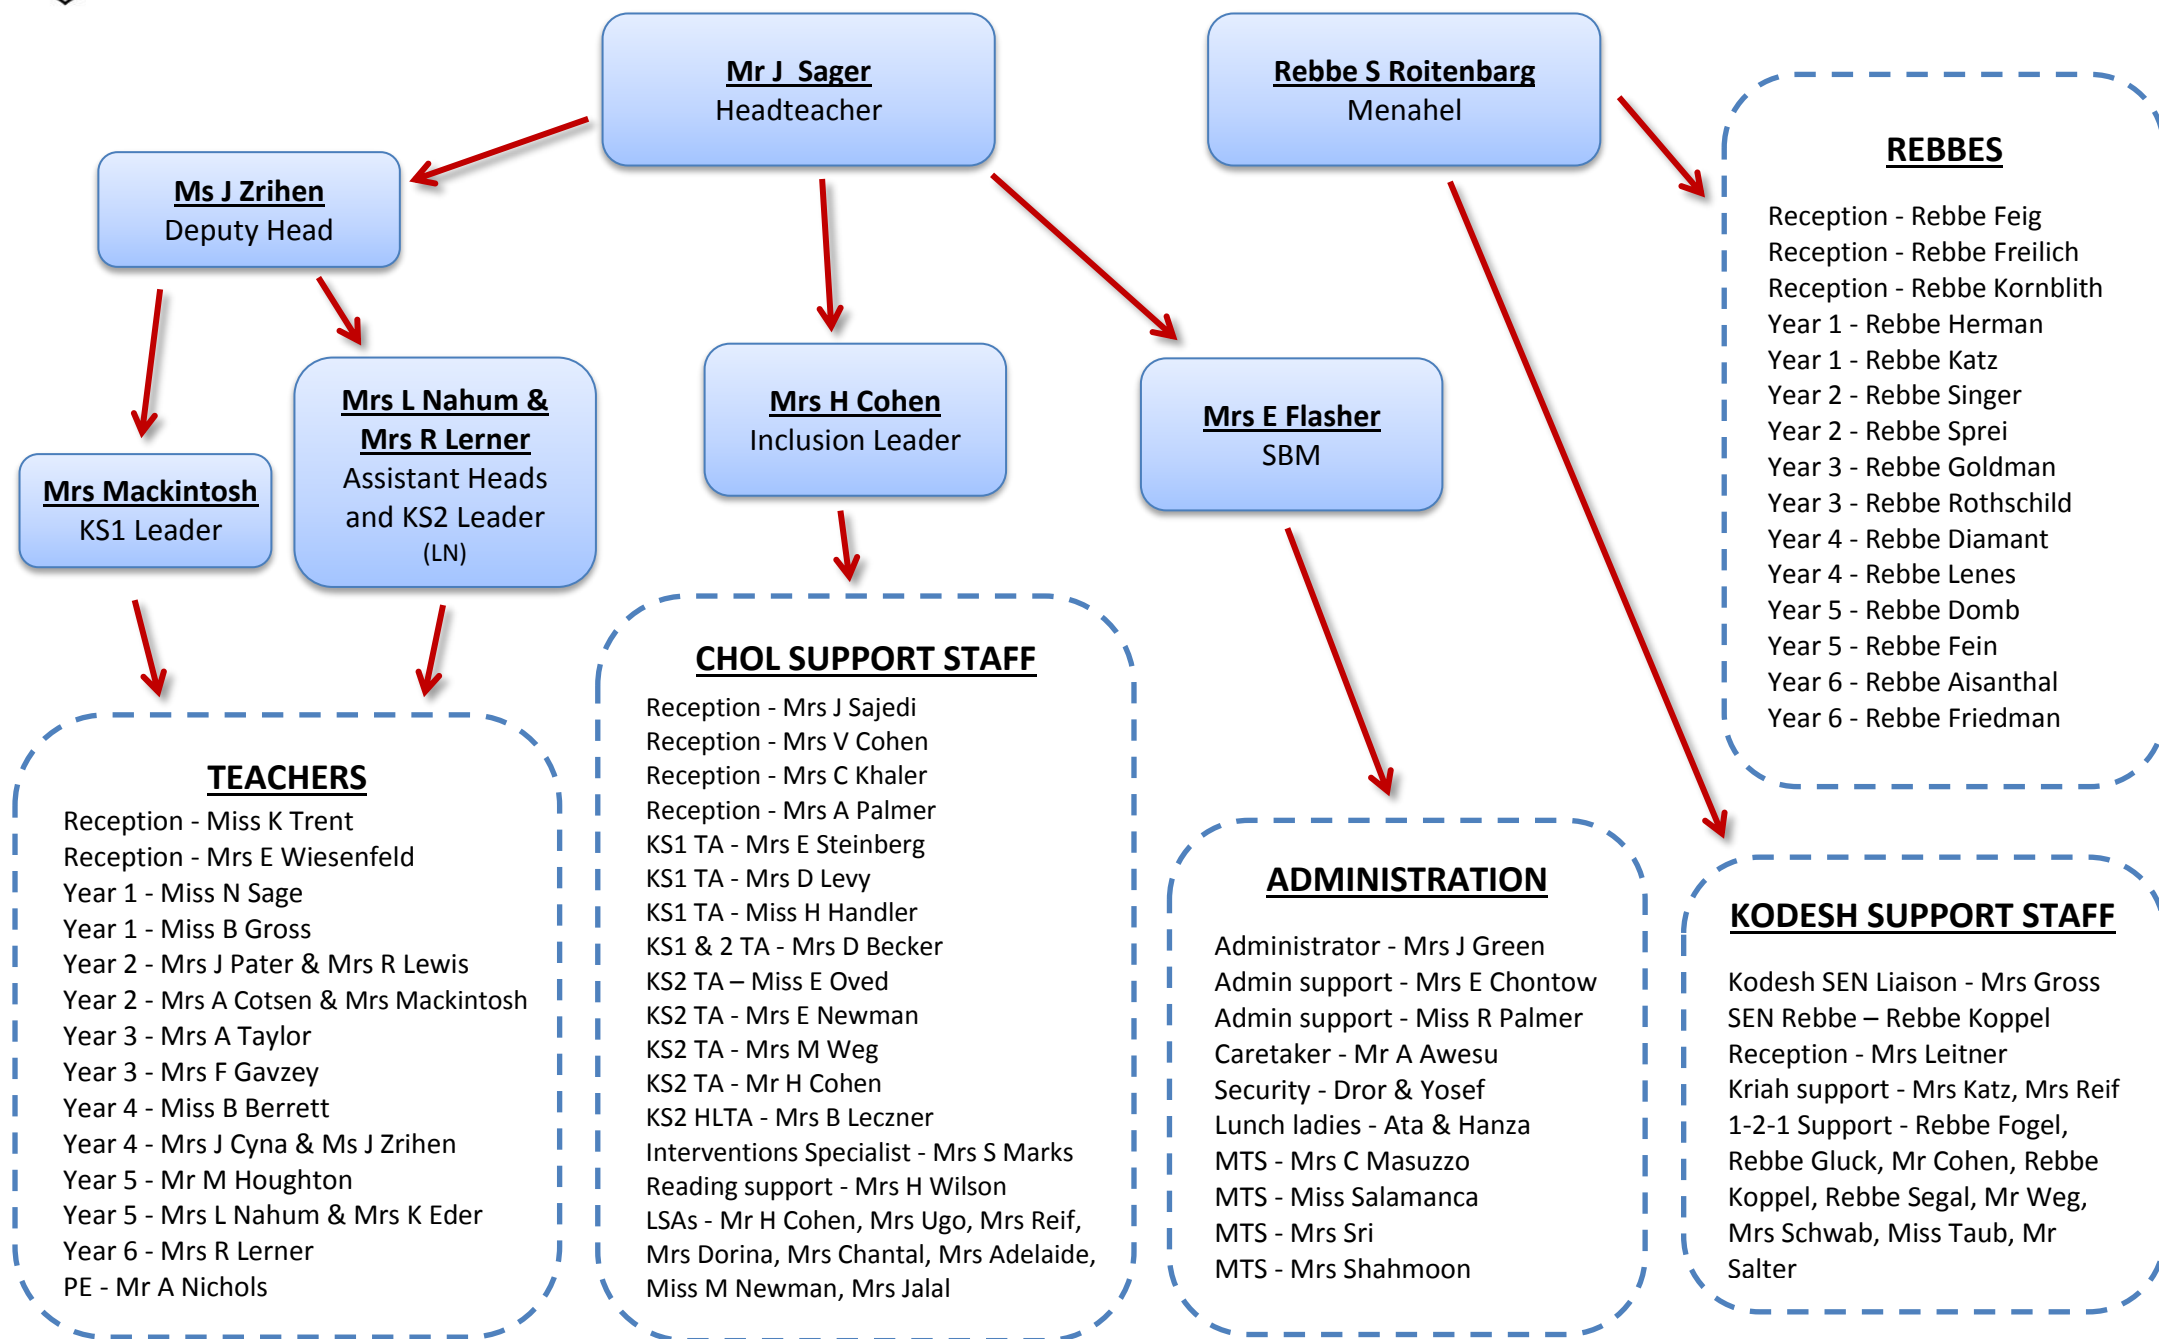 Mr J  Sager
Headteacher
Rebbe S Roitenbarg
Menahel
Ms J Zrihen
Deputy Head
Mrs Mackintosh
KS1 Leader
Mrs L Nahum &
Mrs R Lerner
Assistant Heads
and KS2 Leader
(LN)
Mrs H Cohen
Inclusion Leader
Mrs E Flasher
SBM
TEACHERS
Reception - Miss K Trent
Reception - Mrs E Wiesenfeld
Year 1 - Miss N Sage
Year 1 - Miss B Gross
Year 2 - Mrs J Pater & Mrs R Lewis
Year 2 - Mrs A Cotsen & Mrs Mackintosh
Year 3 - Mrs A Taylor
Year 3 - Mrs F Gavzey
Year 4 - Miss B Berrett
Year 4 - Mrs J Cyna & Ms J Zrihen
Year 5 - Mr M Houghton
Year 5 - Mrs L Nahum & Mrs K Eder
Year 6 - Mrs R Lerner
PE - Mr A Nichols
CHOL SUPPORT STAFF
Reception - Mrs J Sajedi
Reception - Mrs V Cohen
Reception - Mrs C Khaler
Reception - Mrs A Palmer
KS1 TA - Mrs E Steinberg
KS1 TA - Mrs D Levy
KS1 TA - Miss H Handler
KS1 & 2 TA - Mrs D Becker
KS2 TA – Miss E Oved
KS2 TA - Mrs E Newman
KS2 TA - Mrs M Weg
KS2 TA - Mr H Cohen
KS2 HLTA - Mrs B Leczner
Interventions Specialist - Mrs S Marks
Reading support - Mrs H Wilson
LSAs - Mr H Cohen, Mrs Ugo, Mrs Reif,
Mrs Dorina, Mrs Chantal, Mrs Adelaide,
Miss M Newman, Mrs Jalal
ADMINISTRATION
Administrator - Mrs J Green
Admin support - Mrs E Chontow
Admin support - Miss R Palmer
Caretaker - Mr A Awesu
Security - Dror & Yosef
Lunch ladies - Ata & Hanza
MTS - Mrs C Masuzzo
MTS - Miss Salamanca
MTS - Mrs Sri
MTS - Mrs Shahmoon
REBBES
Reception - Rebbe Feig
Reception - Rebbe Freilich
Reception - Rebbe Kornblith
Year 1 - Rebbe Herman
Year 1 - Rebbe Katz
Year 2 - Rebbe Singer
Year 2 - Rebbe Sprei
Year 3 - Rebbe Goldman
Year 3 - Rebbe Rothschild
Year 4 - Rebbe Diamant
Year 4 - Rebbe Lenes
Year 5 - Rebbe Domb
Year 5 - Rebbe Fein
Year 6 - Rebbe Aisanthal
Year 6 - Rebbe Friedman
KODESH SUPPORT STAFF
Kodesh SEN Liaison - Mrs Gross
SEN Rebbe – Rebbe Koppel
Reception - Mrs Leitner
Kriah support - Mrs Katz, Mrs Reif
1-2-1 Support - Rebbe Fogel,
Rebbe Gluck, Mr Cohen, Rebbe
Koppel, Rebbe Segal, Mr Weg,
Mrs Schwab, Miss Taub, Mr
Salter